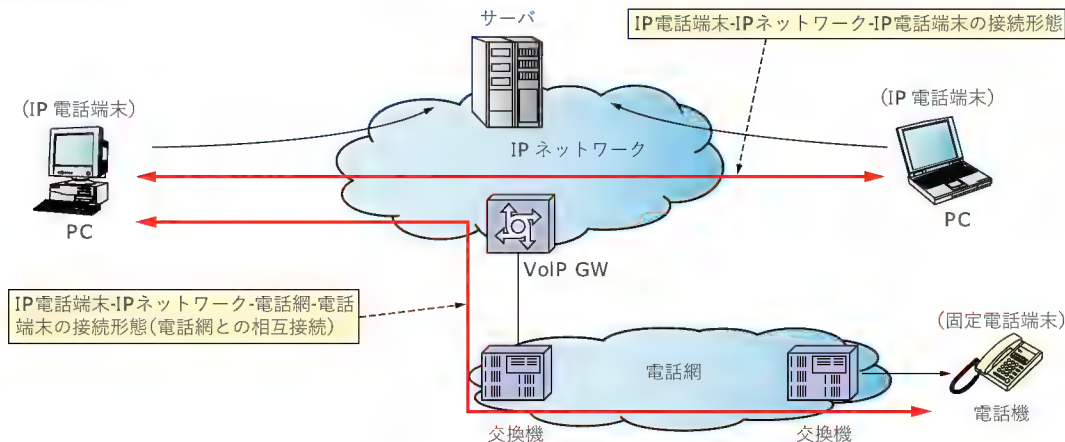 サーバ
IP電話端末-IPネットワーク-IP電話端末の接続形態
(IP 電話端末)
(IP 電話端末)
IP ネットワーク
PC
PC
VoIP GW
IP電話端末-IPネットワーク-電話網-電話
端末の接続形態(電話網との相互接続)
(固定電話端末)
電話網
電話機
交換機
交換機